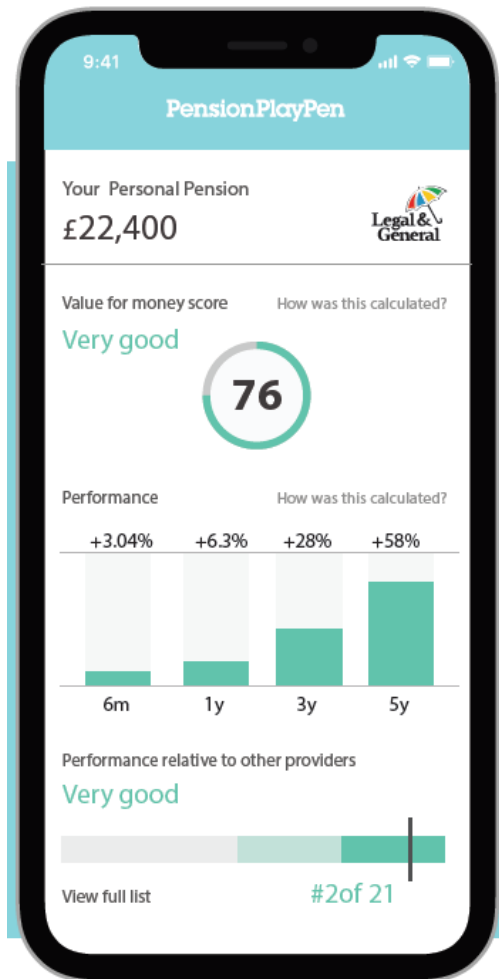 9:41
PensionPlayPen
Your Personal Pension
£22,400
Legal &
General
Value for money score How was this calculated?
Very good
76
Performance How was this calculated?
+3.04% +6.3% +28% +58%
6m 1y 3y 5y
Performance relative to other providers
Very good
View full list #2of 21